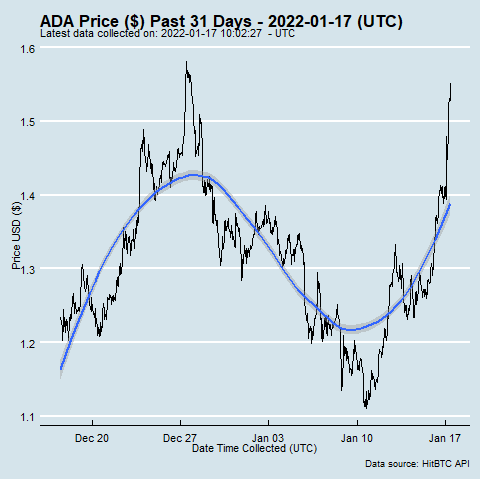 ADA Price ($) Past 31 Days - 2022-01-17 (UTC)
Latest data collected on: 2022-01-17 10:02:27 - UTC
1.6
1.5
1.4
1.3
1.2
1.1
Price USD ($)
Dec 20 Dec 27 Jan 03 Jan 10 Jan 17
Date Time Collected (UTC)
Data source: HitBTC API